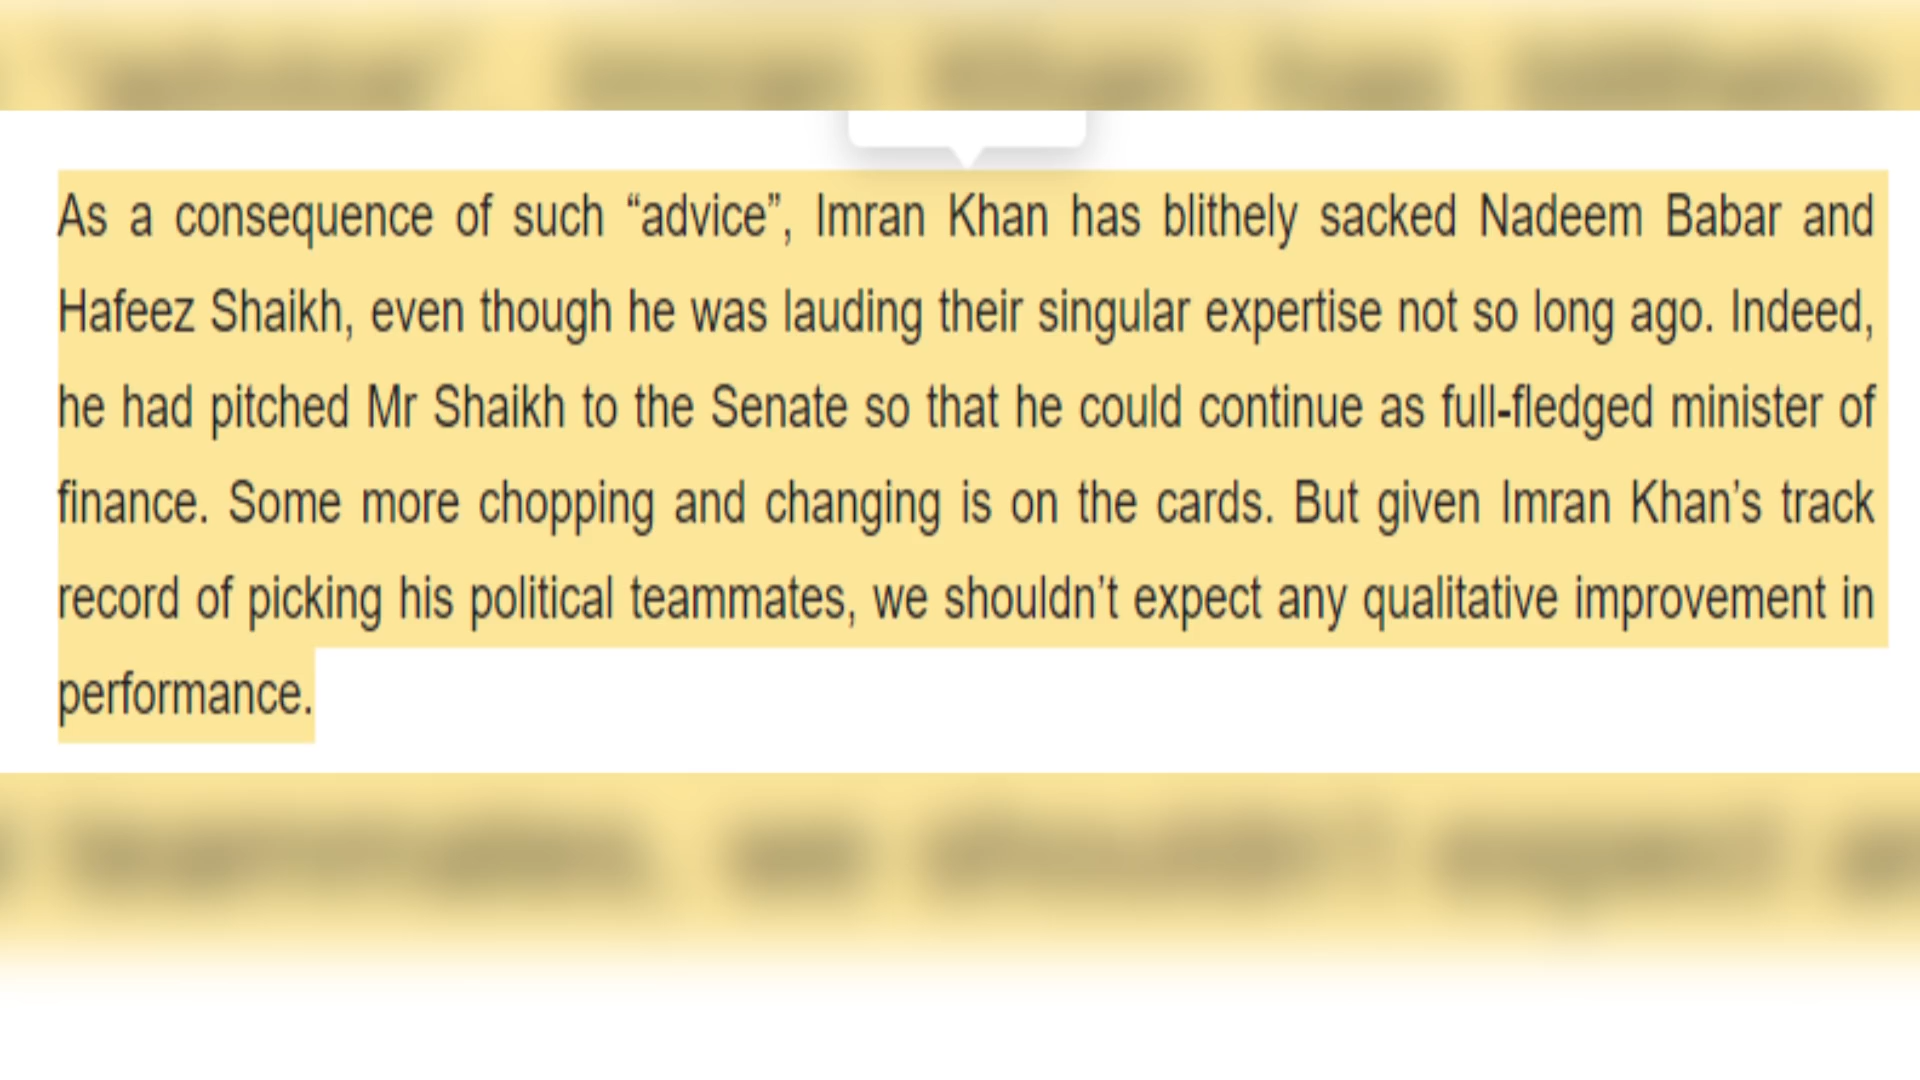 As a consequence of such “advice”, Imran Khan has blithely sacked Nadeem Babar and
Hafeez Shaikh, even though he was lauding their singular expertise not so long ago. Indeed,
he had pitched Mr Shaikh to the Senate so that he could continue as full-fledged minister of
finance. Some more chopping and changing is on the cards. But given Imran Khan’s track
record of picking his political teammates, we shouldn’t expect any qualitative improvement in
performance.